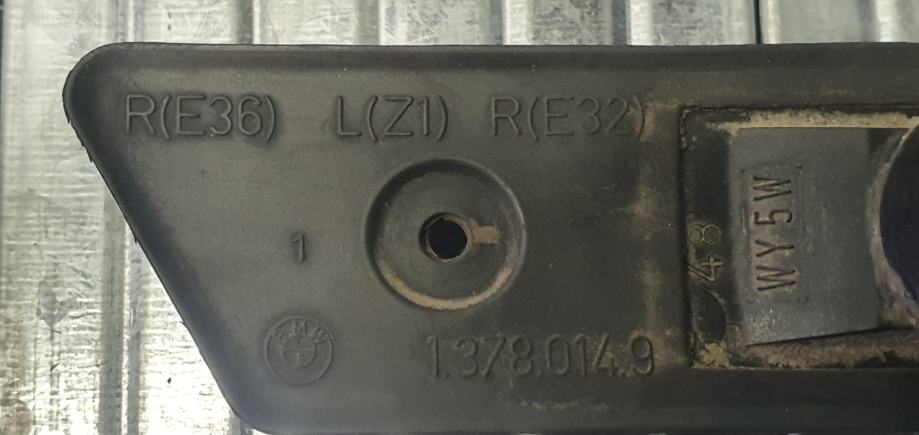 R(E36) L(Z1) R(E32)
WY5W
48
1
BMW
1.378.014.9